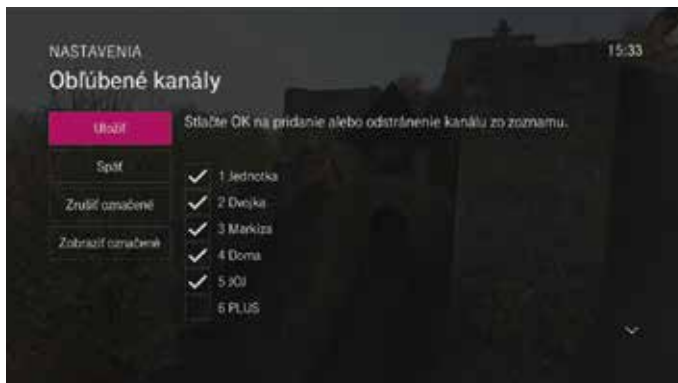 NASTAVENIA
15:33
Obľúbené kanály
Uložiť
Stlačte OK na pridanie alebo odstránenie kanálu zo zoznamu.
Späť
Zrušiť označené
Zobraziť označené
1 Jednotka
2 Dvojka
3 Markíza
4 Doma
5 JOJ
6 PLUS